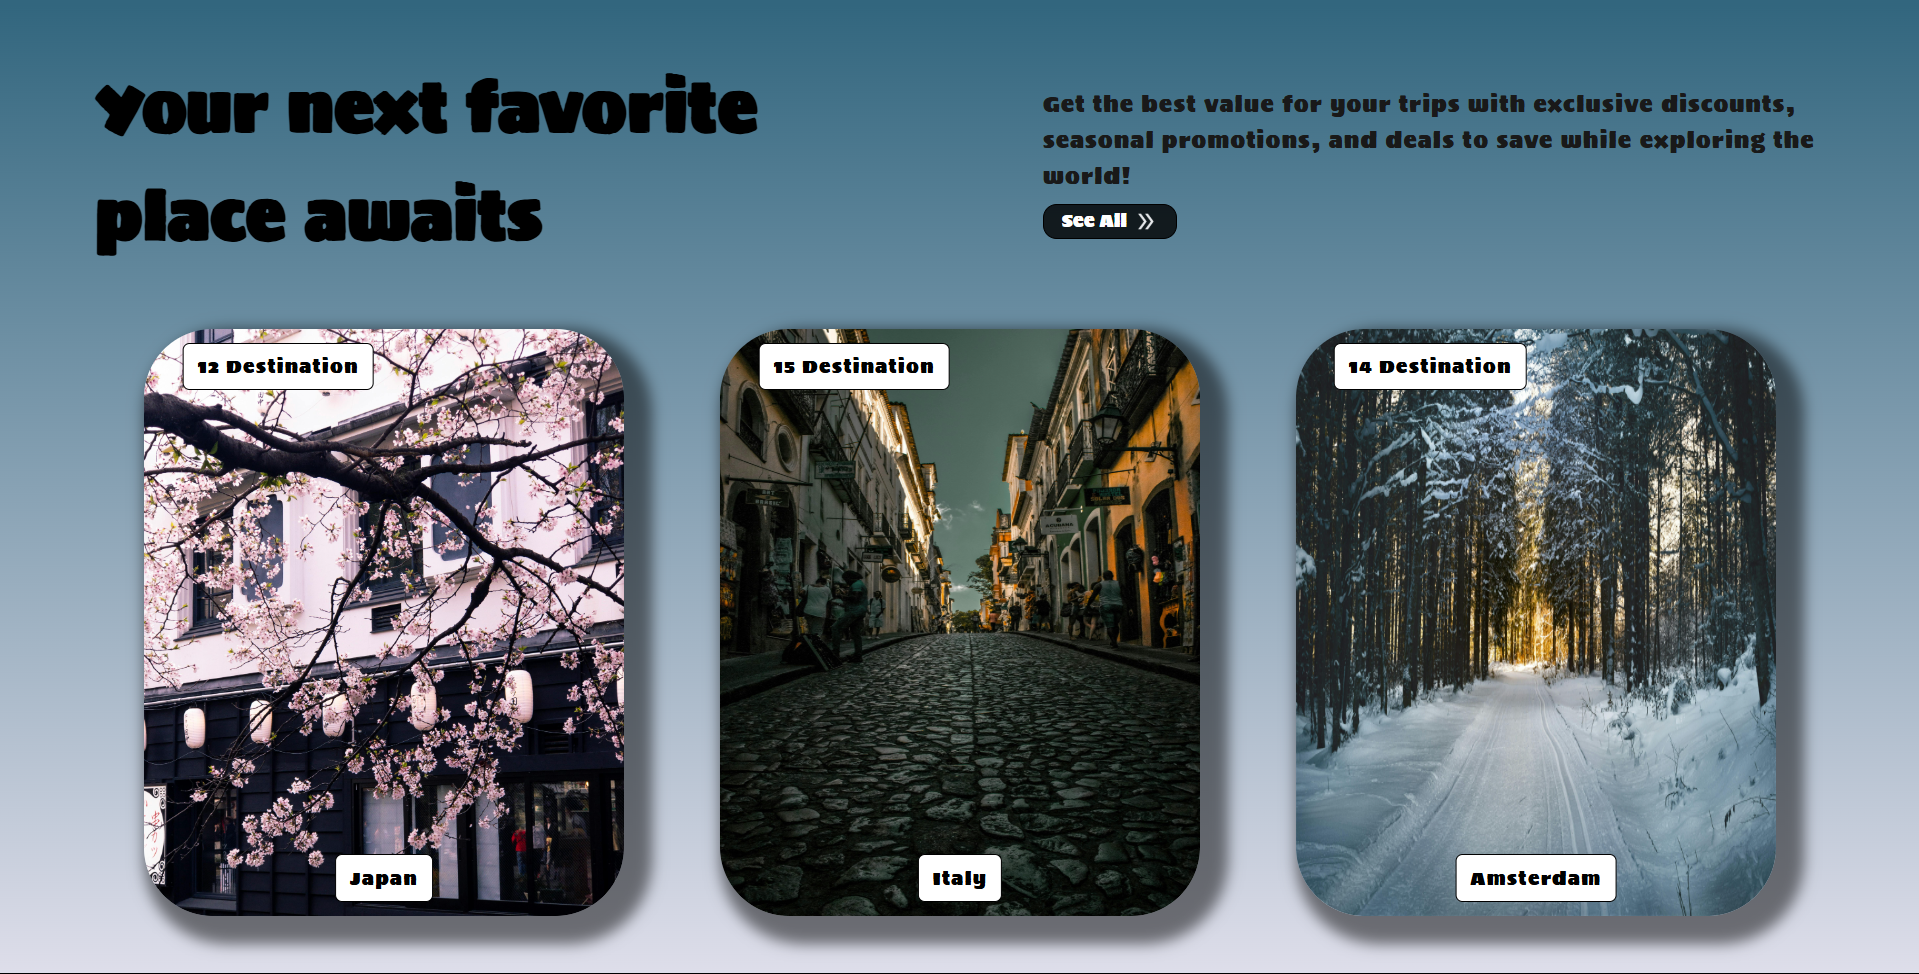 Your next favorite
place awaits
Get the best value for your trips with exclusive discounts,
seasonal promotions, and deals to save while exploring the
world!
See All
12 Destination
15 Destination
14 Destination
Japan
Italy
Amsterdam